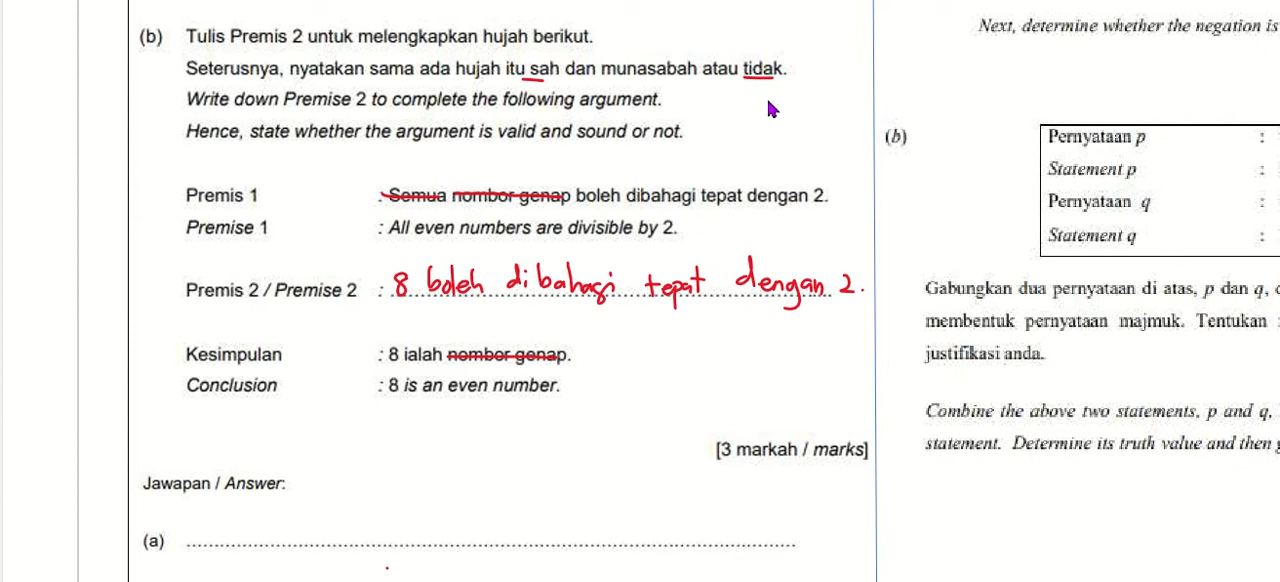 (b) Tulis Premis 2 untuk melengkapkan hujah berikut.
Seterusnya, nyatakan sama ada hujah itu sah dan munasabah atau tidak.
Write down Premise 2 to complete the following argument.
Hence, state whether the argument is valid and sound or not.
Premis 1 : Semua nombor genap boleh dibahagi tepat dengan 2.
Premise 1 : All even numbers are divisible by 2.
Premis 2 / Premise 2 : 8 boleh dibahagi tepat dengan 2.
Kesimpulan : 8 ialah nombor genap.
Conclusion : 8 is an even number.
[3 markah / marks]
Jawapan / Answer:
(a)
Next, determine whether the negation is
(b)
Pernyataan p :
Statement p :
Pernyataan q :
Statement q :
Gabungkan dua pernyataan di atas, p dan q,
membentuk pernyataan majmuk. Tentukan
justifikasi anda.
Combine the above two statements, p and q,
statement. Determine its truth value and then